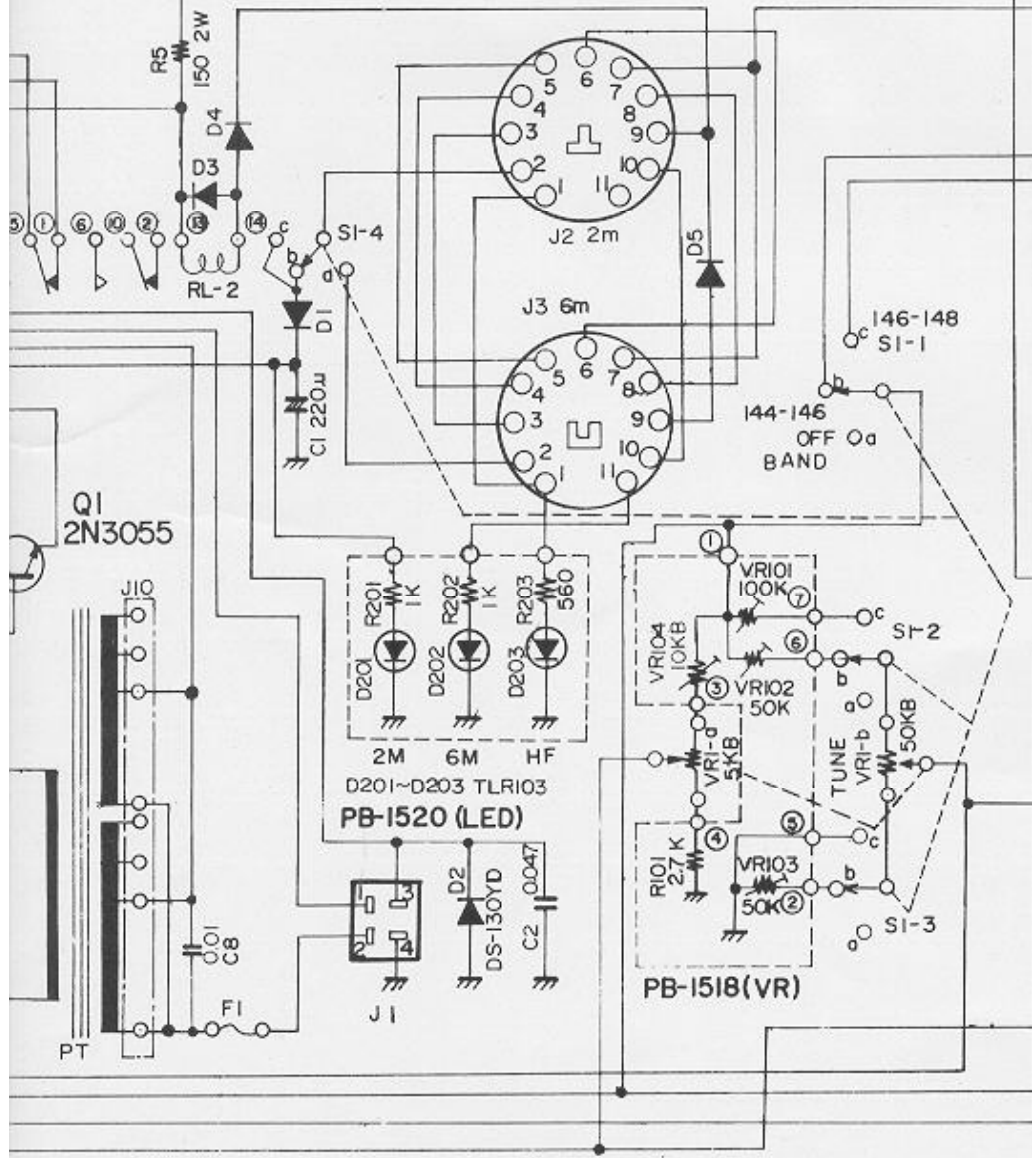 R5
150 2W
D4
D3
5
1
6
10
2
13
14
RL-2
c
b
a
S1-4
D1
C1 220μ
5
6
7
4
8
3
9
2
10
1
11
J2 2m
D5
J3 6m
5
6
7
4
8
3
9
2
10
1
11
146-148
c
S1-1
b
144-146
OFF
a
BAND
Q1
2N3055
J10
R201
1K
R202
1K
R203
560
D201
D202
D203
2M
6M
HF
D201~D203 TLR103
PB-1520 (LED)
1
VR101
100K
7
c
S1-2
VR104
10KB
6
b
3
VR102
50K
a
VR1-a
5KB
TUNE
VR1-b
50KB
4
5
c
R101
2.7 K
VR103
50K
2
b
a
S1-3
PB-1518(VR)
1
3
2
4
J1
D2
DS-130YD
C2
0.047
0.01
C8
F1
PT